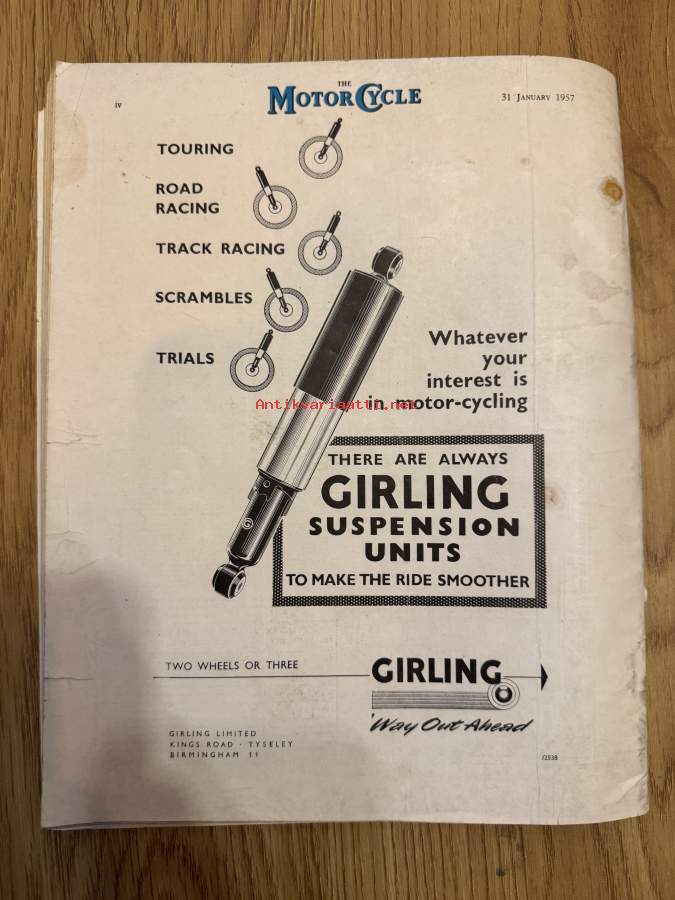 iv
THE
MOTOR CYCLE
31 JANUARY 1957
TOURING
ROAD
RACING
TRACK RACING
SCRAMBLES
TRIALS
Whatever
your
interest is
in motor-cycling
Antikvariaatti.net
THERE ARE ALWAYS
GIRLING
SUSPENSION
UNITS
TO MAKE THE RIDE SMOOTHER
G
TWO WHEELS OR THREE
GIRLING
'Way Out Ahead
GIRLING LIMITED
KINGS ROAD · TYSELEY
BIRMINGHAM 11